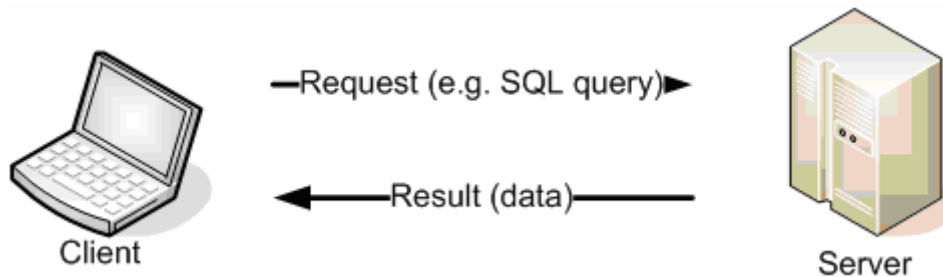 Request (e.g. SQL query)
Result (data)
Client
Server